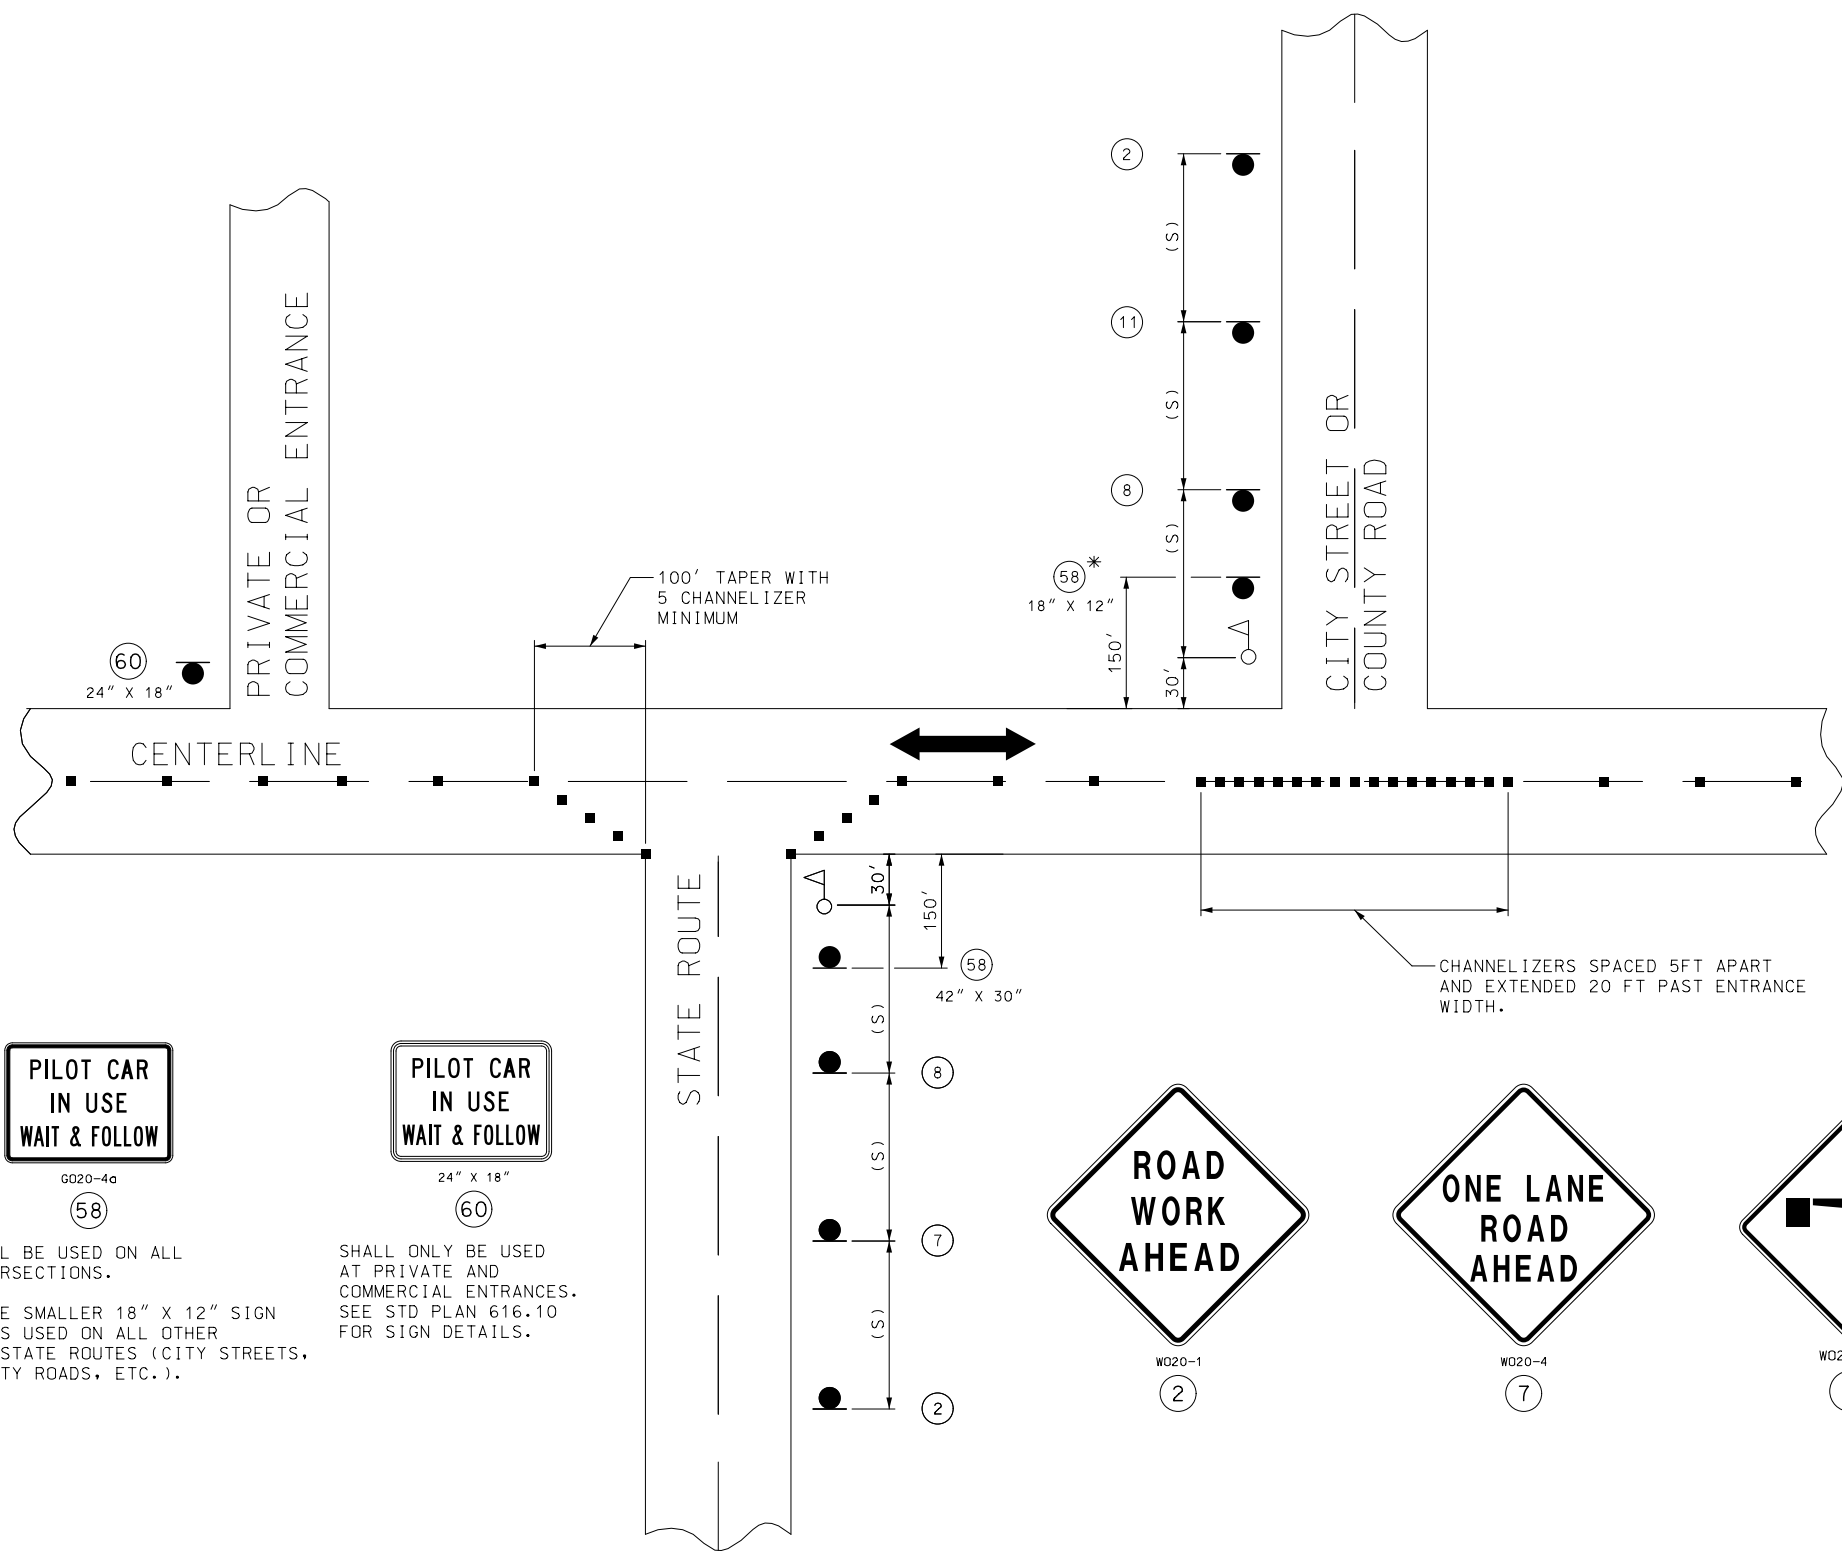 2
(S)
11
(S)
8
(S)
58*
18" X 12"
150'
30'
CITY STREET OR
COUNTY ROAD
PRIVATE OR
COMMERCIAL ENTRANCE
60
24" X 18"
100' TAPER WITH
5 CHANNELIZER
MINIMUM
CENTERLINE
STATE ROUTE
30'
150'
58
42" X 30"
(S)
8
(S)
7
(S)
2
CHANNELIZERS SPACED 5FT APART
AND EXTENDED 20 FT PAST ENTRANCE
WIDTH.
PILOT CAR
IN USE
WAIT & FOLLOW
GO20-4a
58
L BE USED ON ALL
RSECTIONS.
E SMALLER 18" X 12" SIGN
S USED ON ALL OTHER
STATE ROUTES (CITY STREETS,
TY ROADS, ETC.).
PILOT CAR
IN USE
WAIT & FOLLOW
24" X 18"
60
SHALL ONLY BE USED
AT PRIVATE AND
COMMERCIAL ENTRANCES.
SEE STD PLAN 616.10
FOR SIGN DETAILS.
ROAD
WORK
AHEAD
WO20-1
2
ONE LANE
ROAD
AHEAD
WO20-4
7